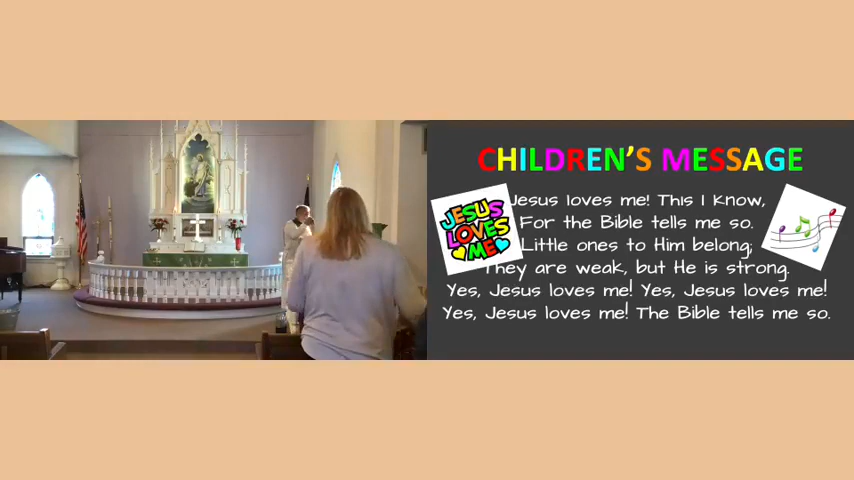 CHILDREN'S MESSAGE
JESUS
LOVES
ME
Jesus loves me! This I know,
For the Bible tells me so.
Little ones to Him belong;
They are weak, but He is strong.
Yes, Jesus loves me! Yes, Jesus loves me!
Yes, Jesus loves me! The Bible tells me so.